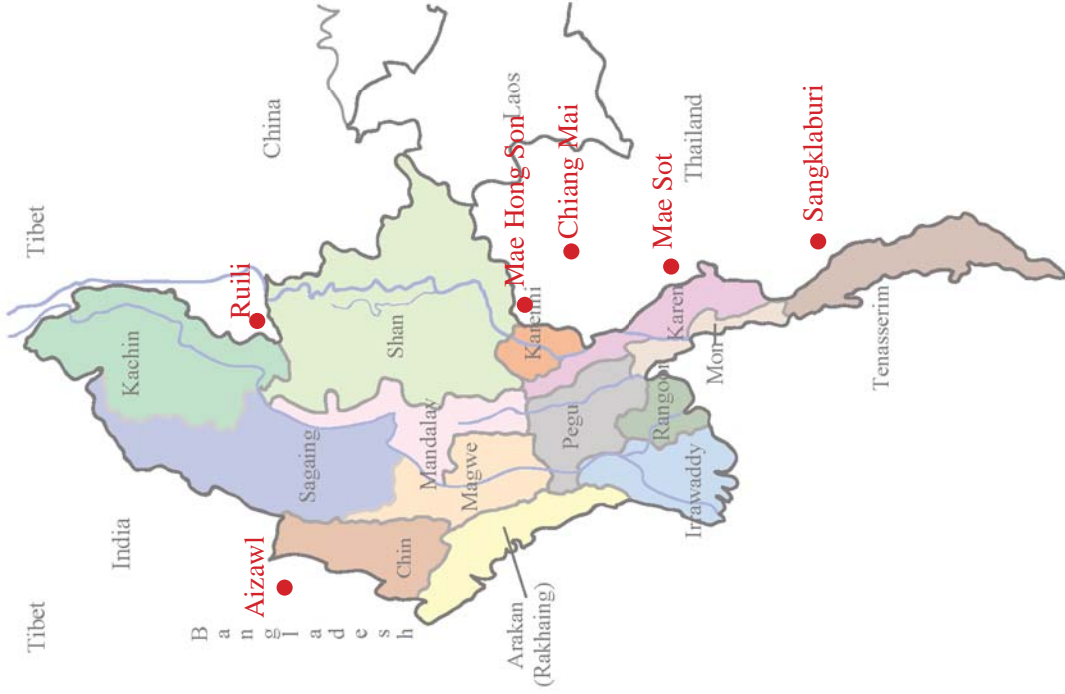 Tibet
Tibet
India
China
Kachin
Ruili
Aizawl
Bangladesh
Sagaing
Shan
Chin
Mandalay
Magwe
Laos
Mae Hong Son
Karenni
Chiang Mai
Arakan
(Rakhaing)
Pegu
Mae Sot
Rangoon
Karen
Thailand
Irrawaddy
Mon
Sangklaburi
Tenasserim